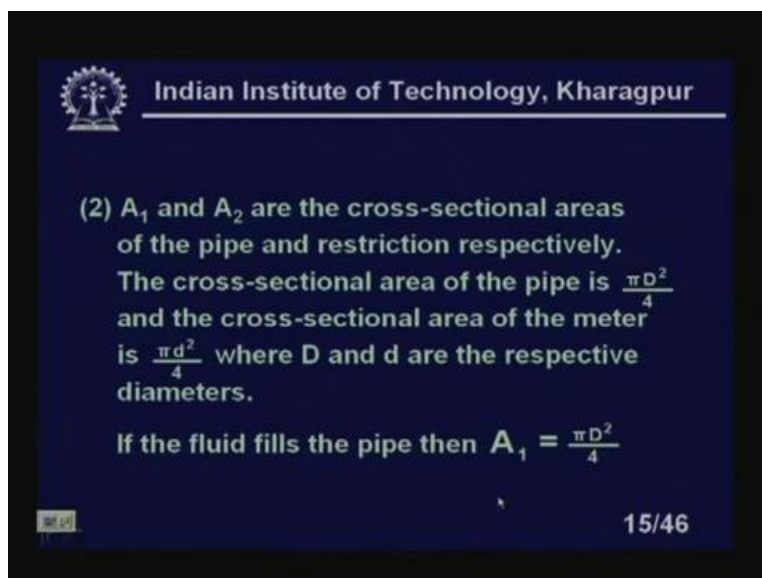 Indian Institute of Technology, Kharagpur
(2) A₁ and A₂ are the cross-sectional areas
of the pipe and restriction respectively.
The cross-sectional area of the pipe is πD²/4
and the cross-sectional area of the meter
is πd²/4 where D and d are the respective
diameters.
If the fluid fills the pipe then A₁ = πD²/4
15/46